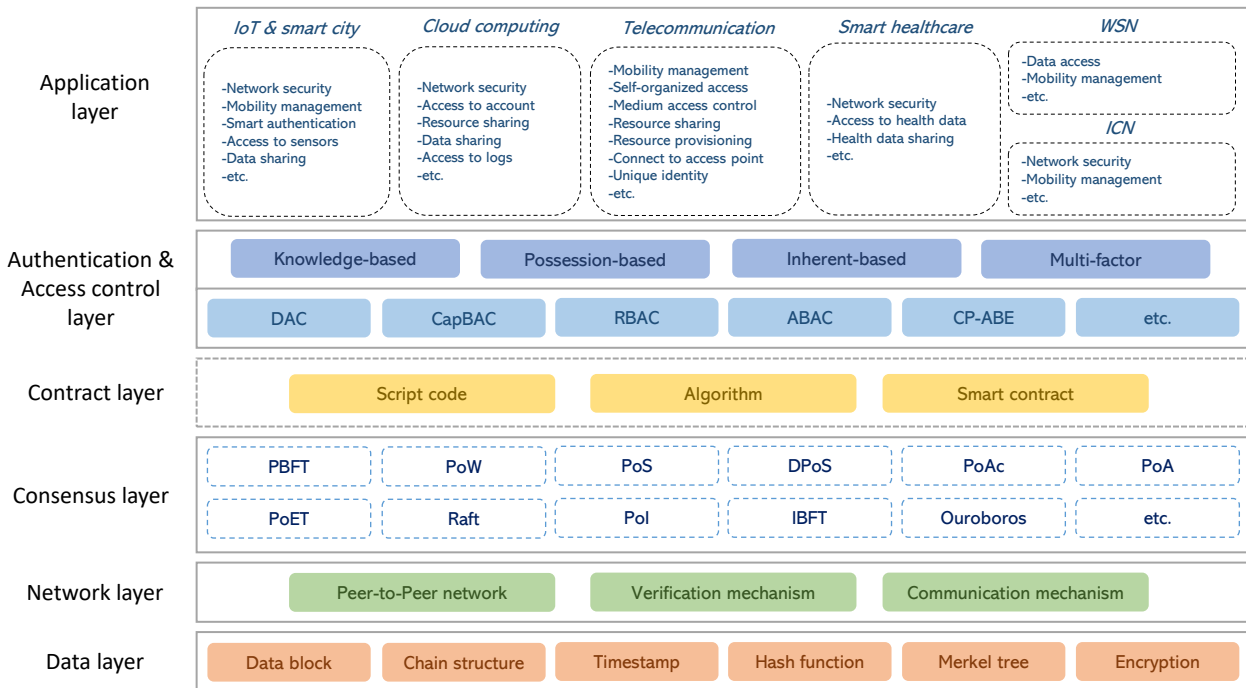 IoT & smart city
Cloud computing
Telecommunication
Smart healthcare
WSN
Application
layer
-Network security
-Mobility management
-Smart authentication
-Access to sensors
-Data sharing
-etc.
-Network security
-Access to account
-Resource sharing
-Data sharing
-Access to logs
-etc.
-Mobility management
-Self-organized access
-Medium access control
-Resource sharing
-Resource provisioning
-Connect to access point
-Unique identity
-etc.
-Network security
-Access to health data
-Health data sharing
-etc.
-Data access
-Mobility management
-etc.
ICN
-Network security
-Mobility management
-etc.
Authentication &
Access control
layer
Knowledge-based
Possession-based
Inherent-based
Multi-factor
DAC
CapBAC
RBAC
ABAC
CP-ABE
etc.
Contract layer
Script code
Algorithm
Smart contract
Consensus layer
PBFT
PoW
PoS
DPoS
PoAc
PoA
PoET
Raft
PoI
IBFT
Ouroboros
etc.
Network layer
Peer-to-Peer network
Verification mechanism
Communication mechanism
Data layer
Data block
Chain structure
Timestamp
Hash function
Merkel tree
Encryption